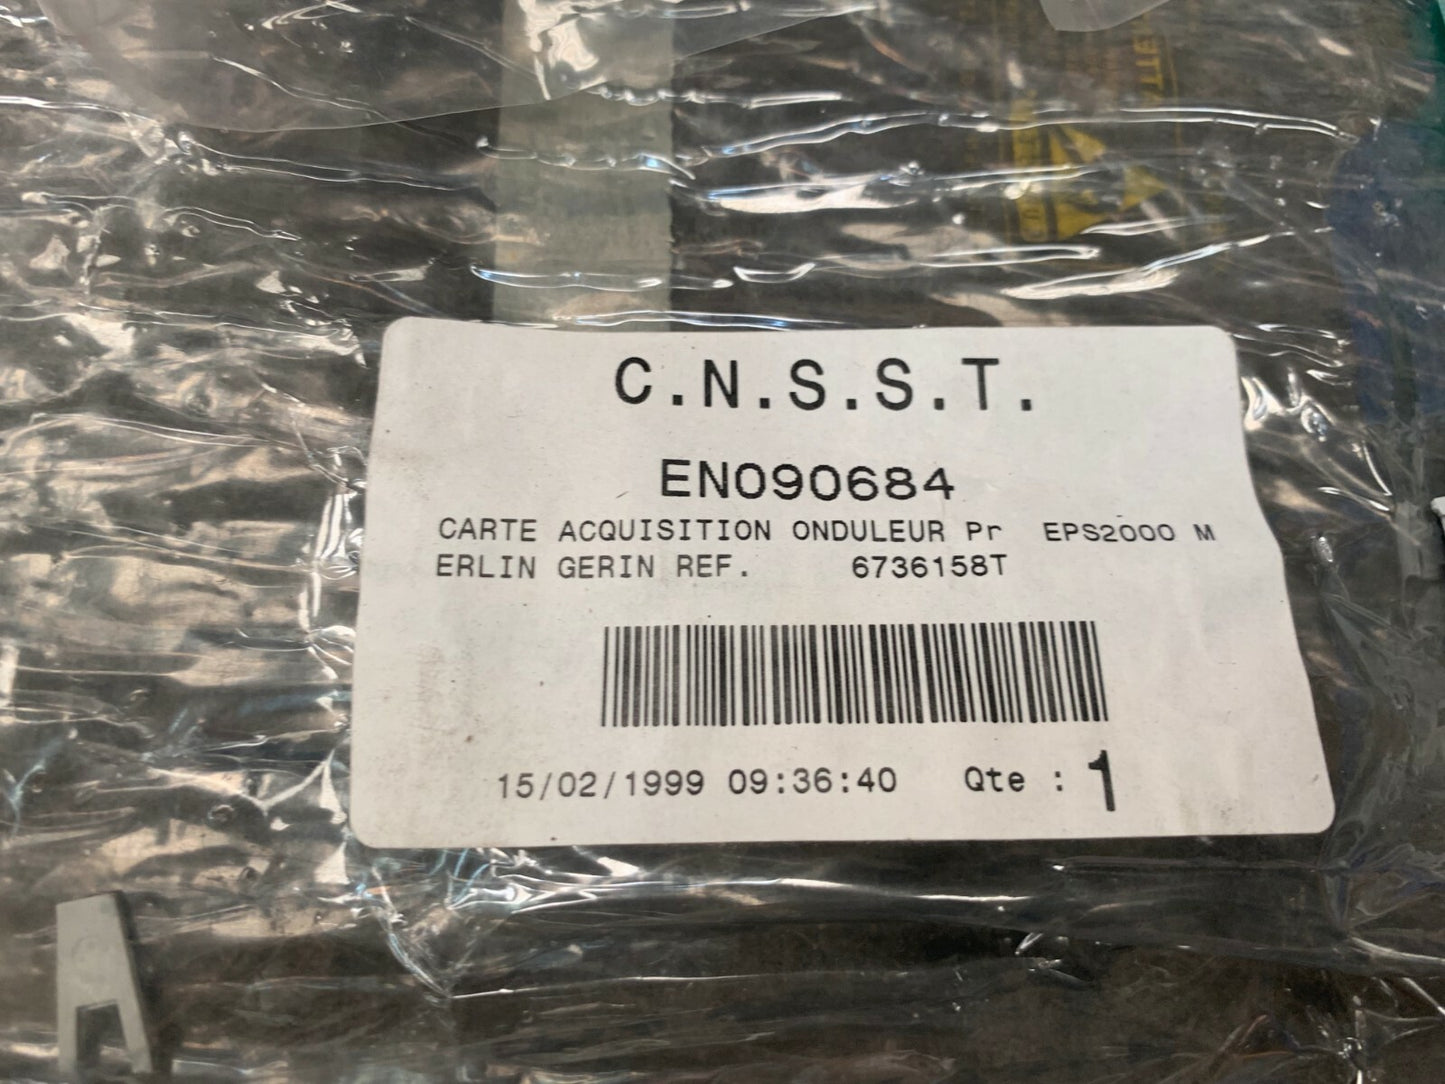 C.N.S.S.T.
EN090684
CARTE ACQUISITION ONDULEUR Pr EPS2000 M
ERLIN GERIN REF. 6736158T
15/02/1999 09:36:40 Qte : 1